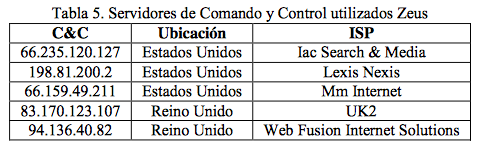 Tabla 5. Servidores de Comando y Control utilizados Zeus
C&C Ubicación ISP
66.235.120.127 Estados Unidos Iac Search & Media
198.81.200.2 Estados Unidos Lexis Nexis
66.159.49.211 Estados Unidos Mm Internet
83.170.123.107 Reino Unido UK2
94.136.40.82 Reino Unido Web Fusion Internet Solutions